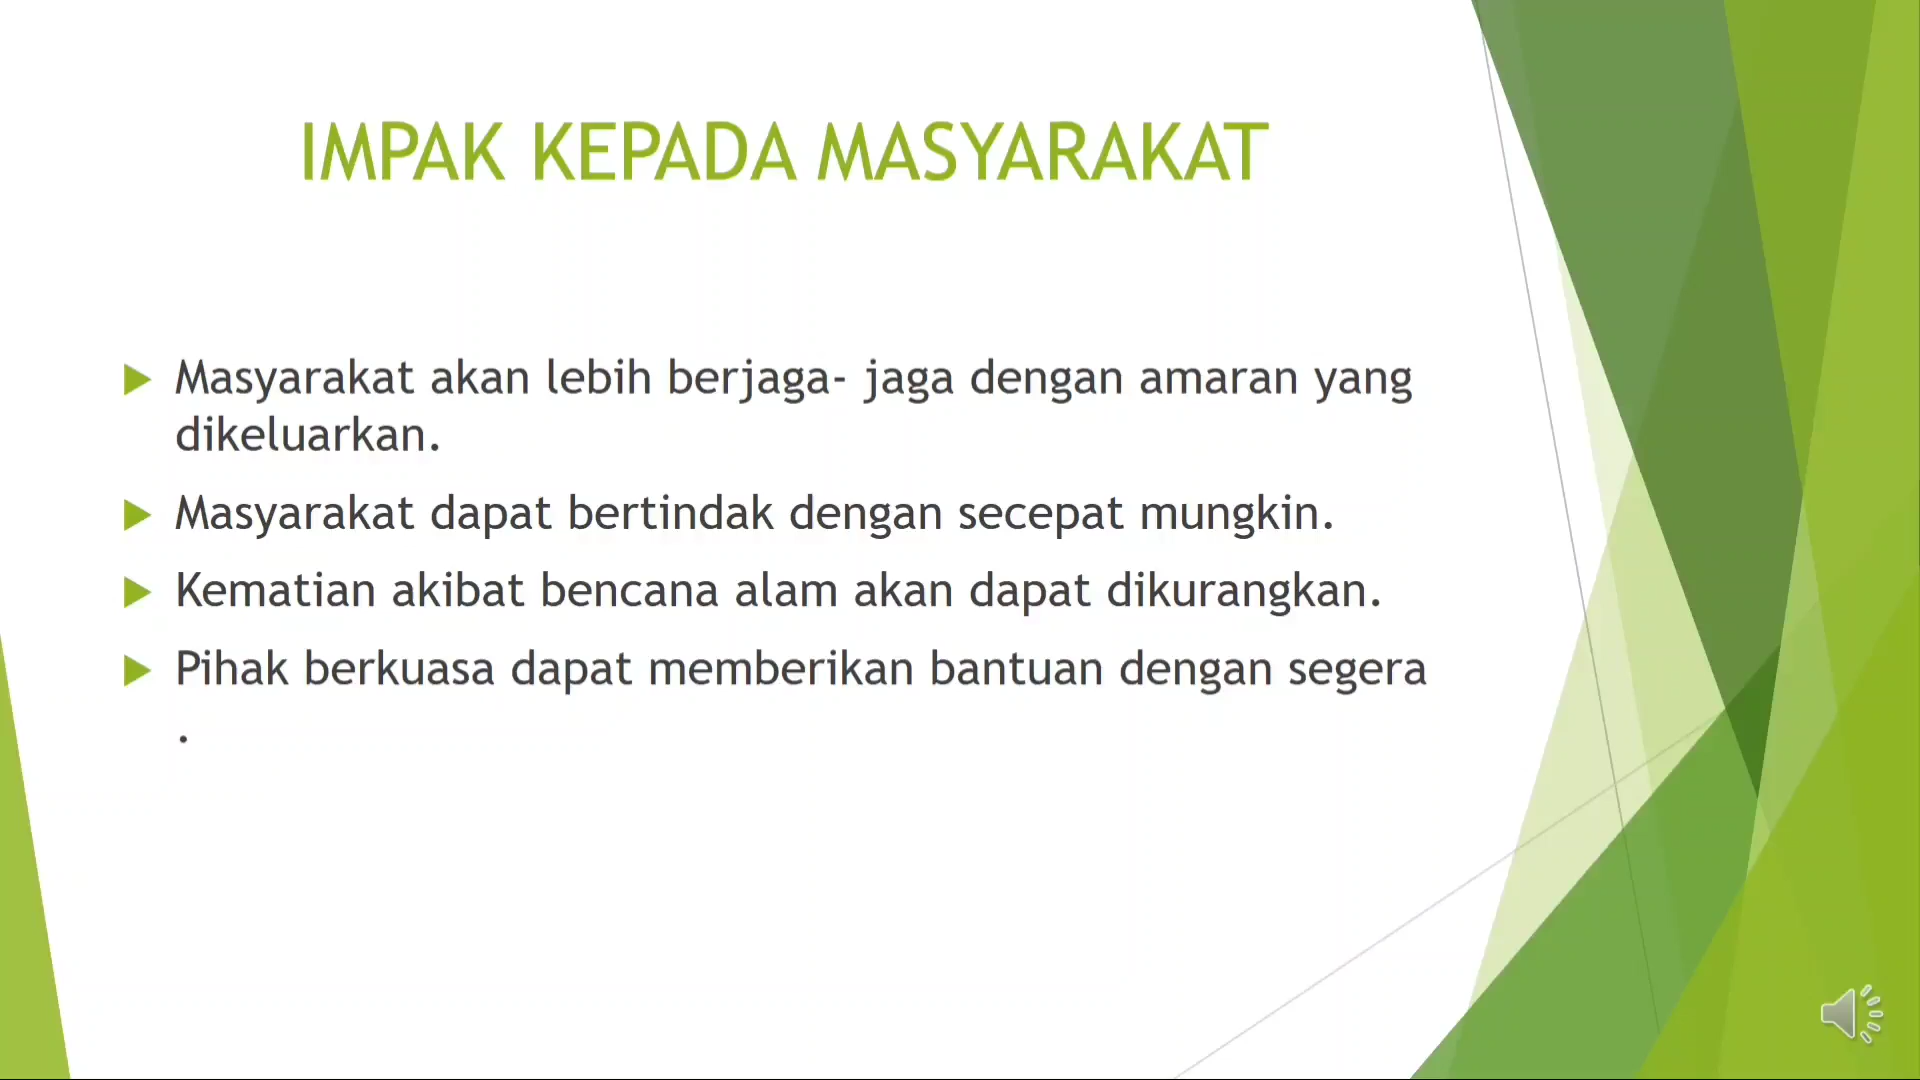 IMPAK KEPADA MASYARAKAT
Masyarakat akan lebih berjaga- jaga dengan amaran yang
dikeluarkan.
Masyarakat dapat bertindak dengan secepat mungkin.
Kematian akibat bencana alam akan dapat dikurangkan.
Pihak berkuasa dapat memberikan bantuan dengan segera
.